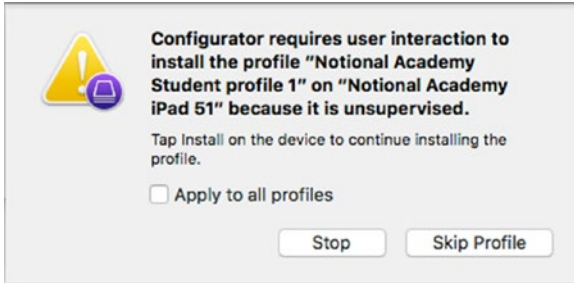 Configurator requires user interaction to
install the profile “Notional Academy
Student profile 1” on “Notional Academy
iPad 51” because it is unsupervised.
Tap Install on the device to continue installing the
profile.
Apply to all profiles
Stop
Skip Profile